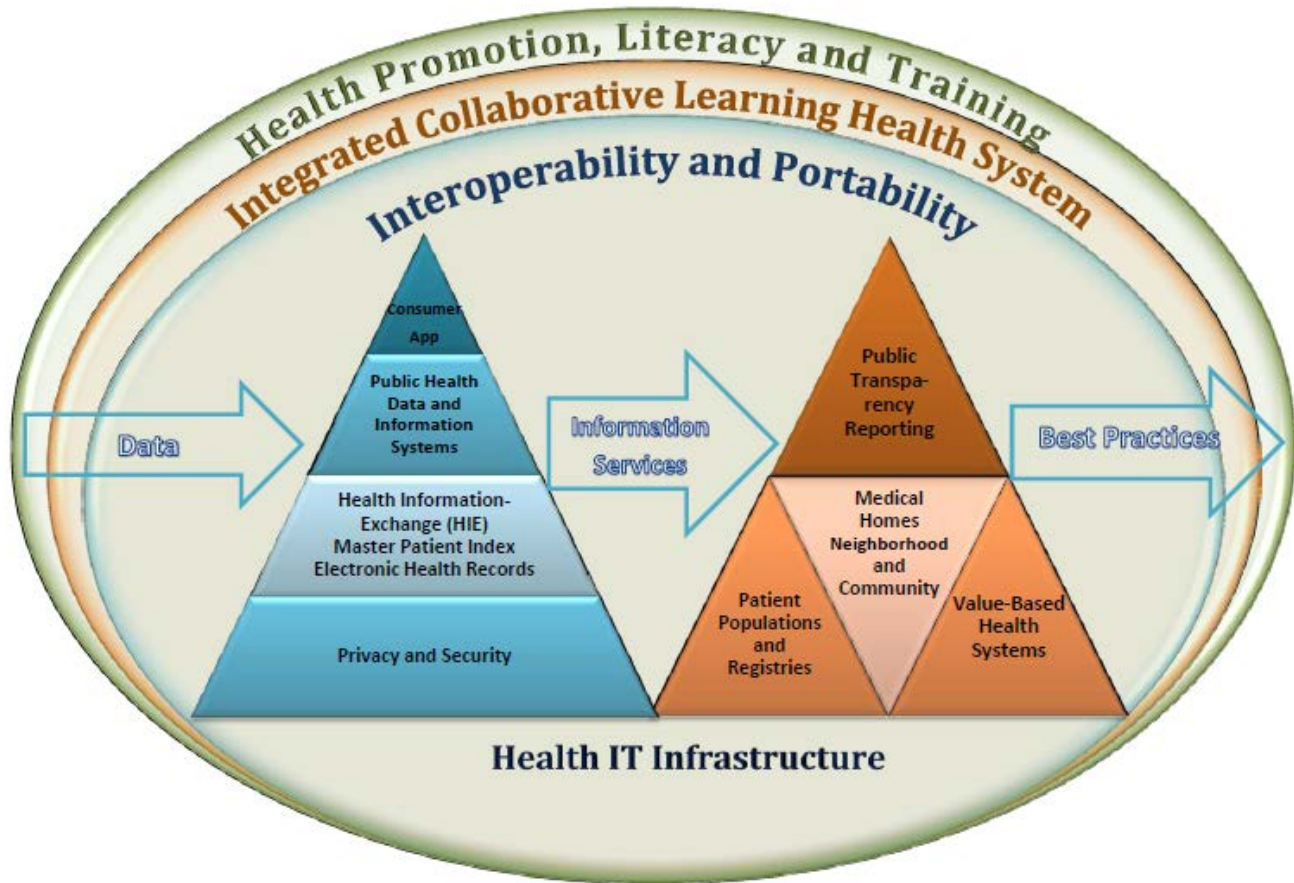 Health Promotion, Literacy and Training
Integrated Collaborative Learning Health System
Interoperability and Portability
Consumer
App
Public Health
Data and
Information
Systems
Health Information-
Exchange (HIE)
Master Patient Index
Electronic Health Records
Privacy and Security
Data
Information
Services
Public
Transpa-
rency
Reporting
Medical
Homes
Neighborhood
and
Community
Patient
Populations
and
Registries
Value-Based
Health
Systems
Best Practices
Health IT Infrastructure